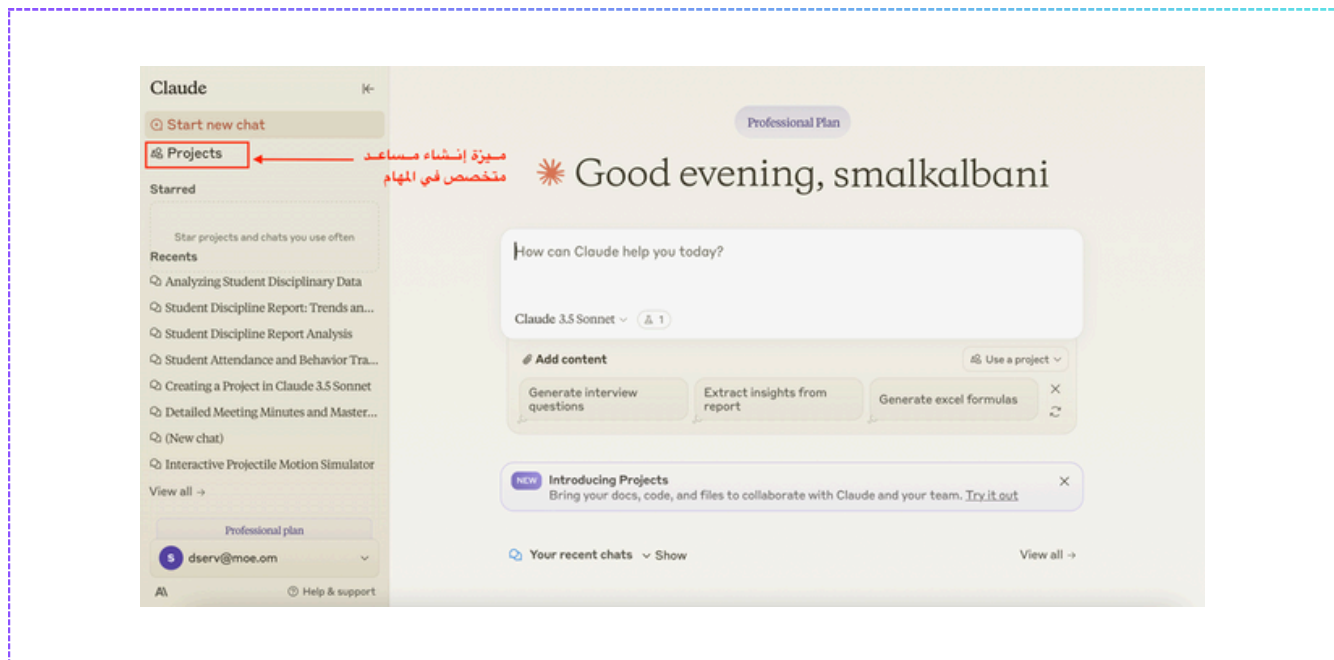 Claude
Start new chat
Projects
ميزة إنشاء مساعد
متخصص في المهام
Starred
Star projects and chats you use often
Recents
Analyzing Student Disciplinary Data
Student Discipline Report: Trends an...
Student Discipline Report Analysis
Student Attendance and Behavior Tra...
Creating a Project in Claude 3.5 Sonnet
Detailed Meeting Minutes and Master...
(New chat)
Interactive Projectile Motion Simulator
View all →
Professional plan
S dserv@moe.om
A\ Help & support
Professional Plan
Good evening, smalkalbani
How can Claude help you today?
Claude 3.5 Sonnet 1
Add content Use a project
Generate interview
questions
Extract insights from
report
Generate excel formulas
NEW Introducing Projects
Bring your docs, code, and files to collaborate with Claude and your team. Try it out
Your recent chats Show View all →